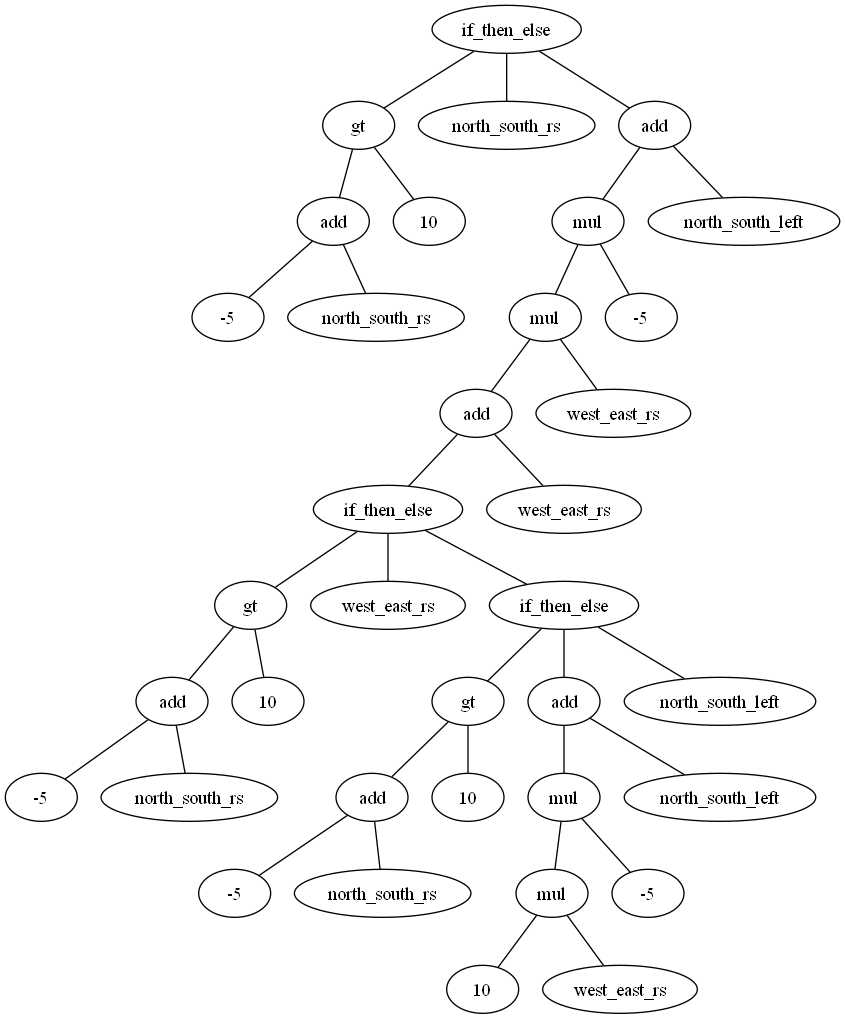 if_then_else
gt north_south_rs add
add 10 mul north_south_left
-5 north_south_rs mul -5
add west_east_rs
if_then_else west_east_rs
gt west_east_rs if_then_else
add 10 gt add north_south_left
-5 north_south_rs add 10 mul north_south_left
-5 north_south_rs mul -5
10 west_east_rs